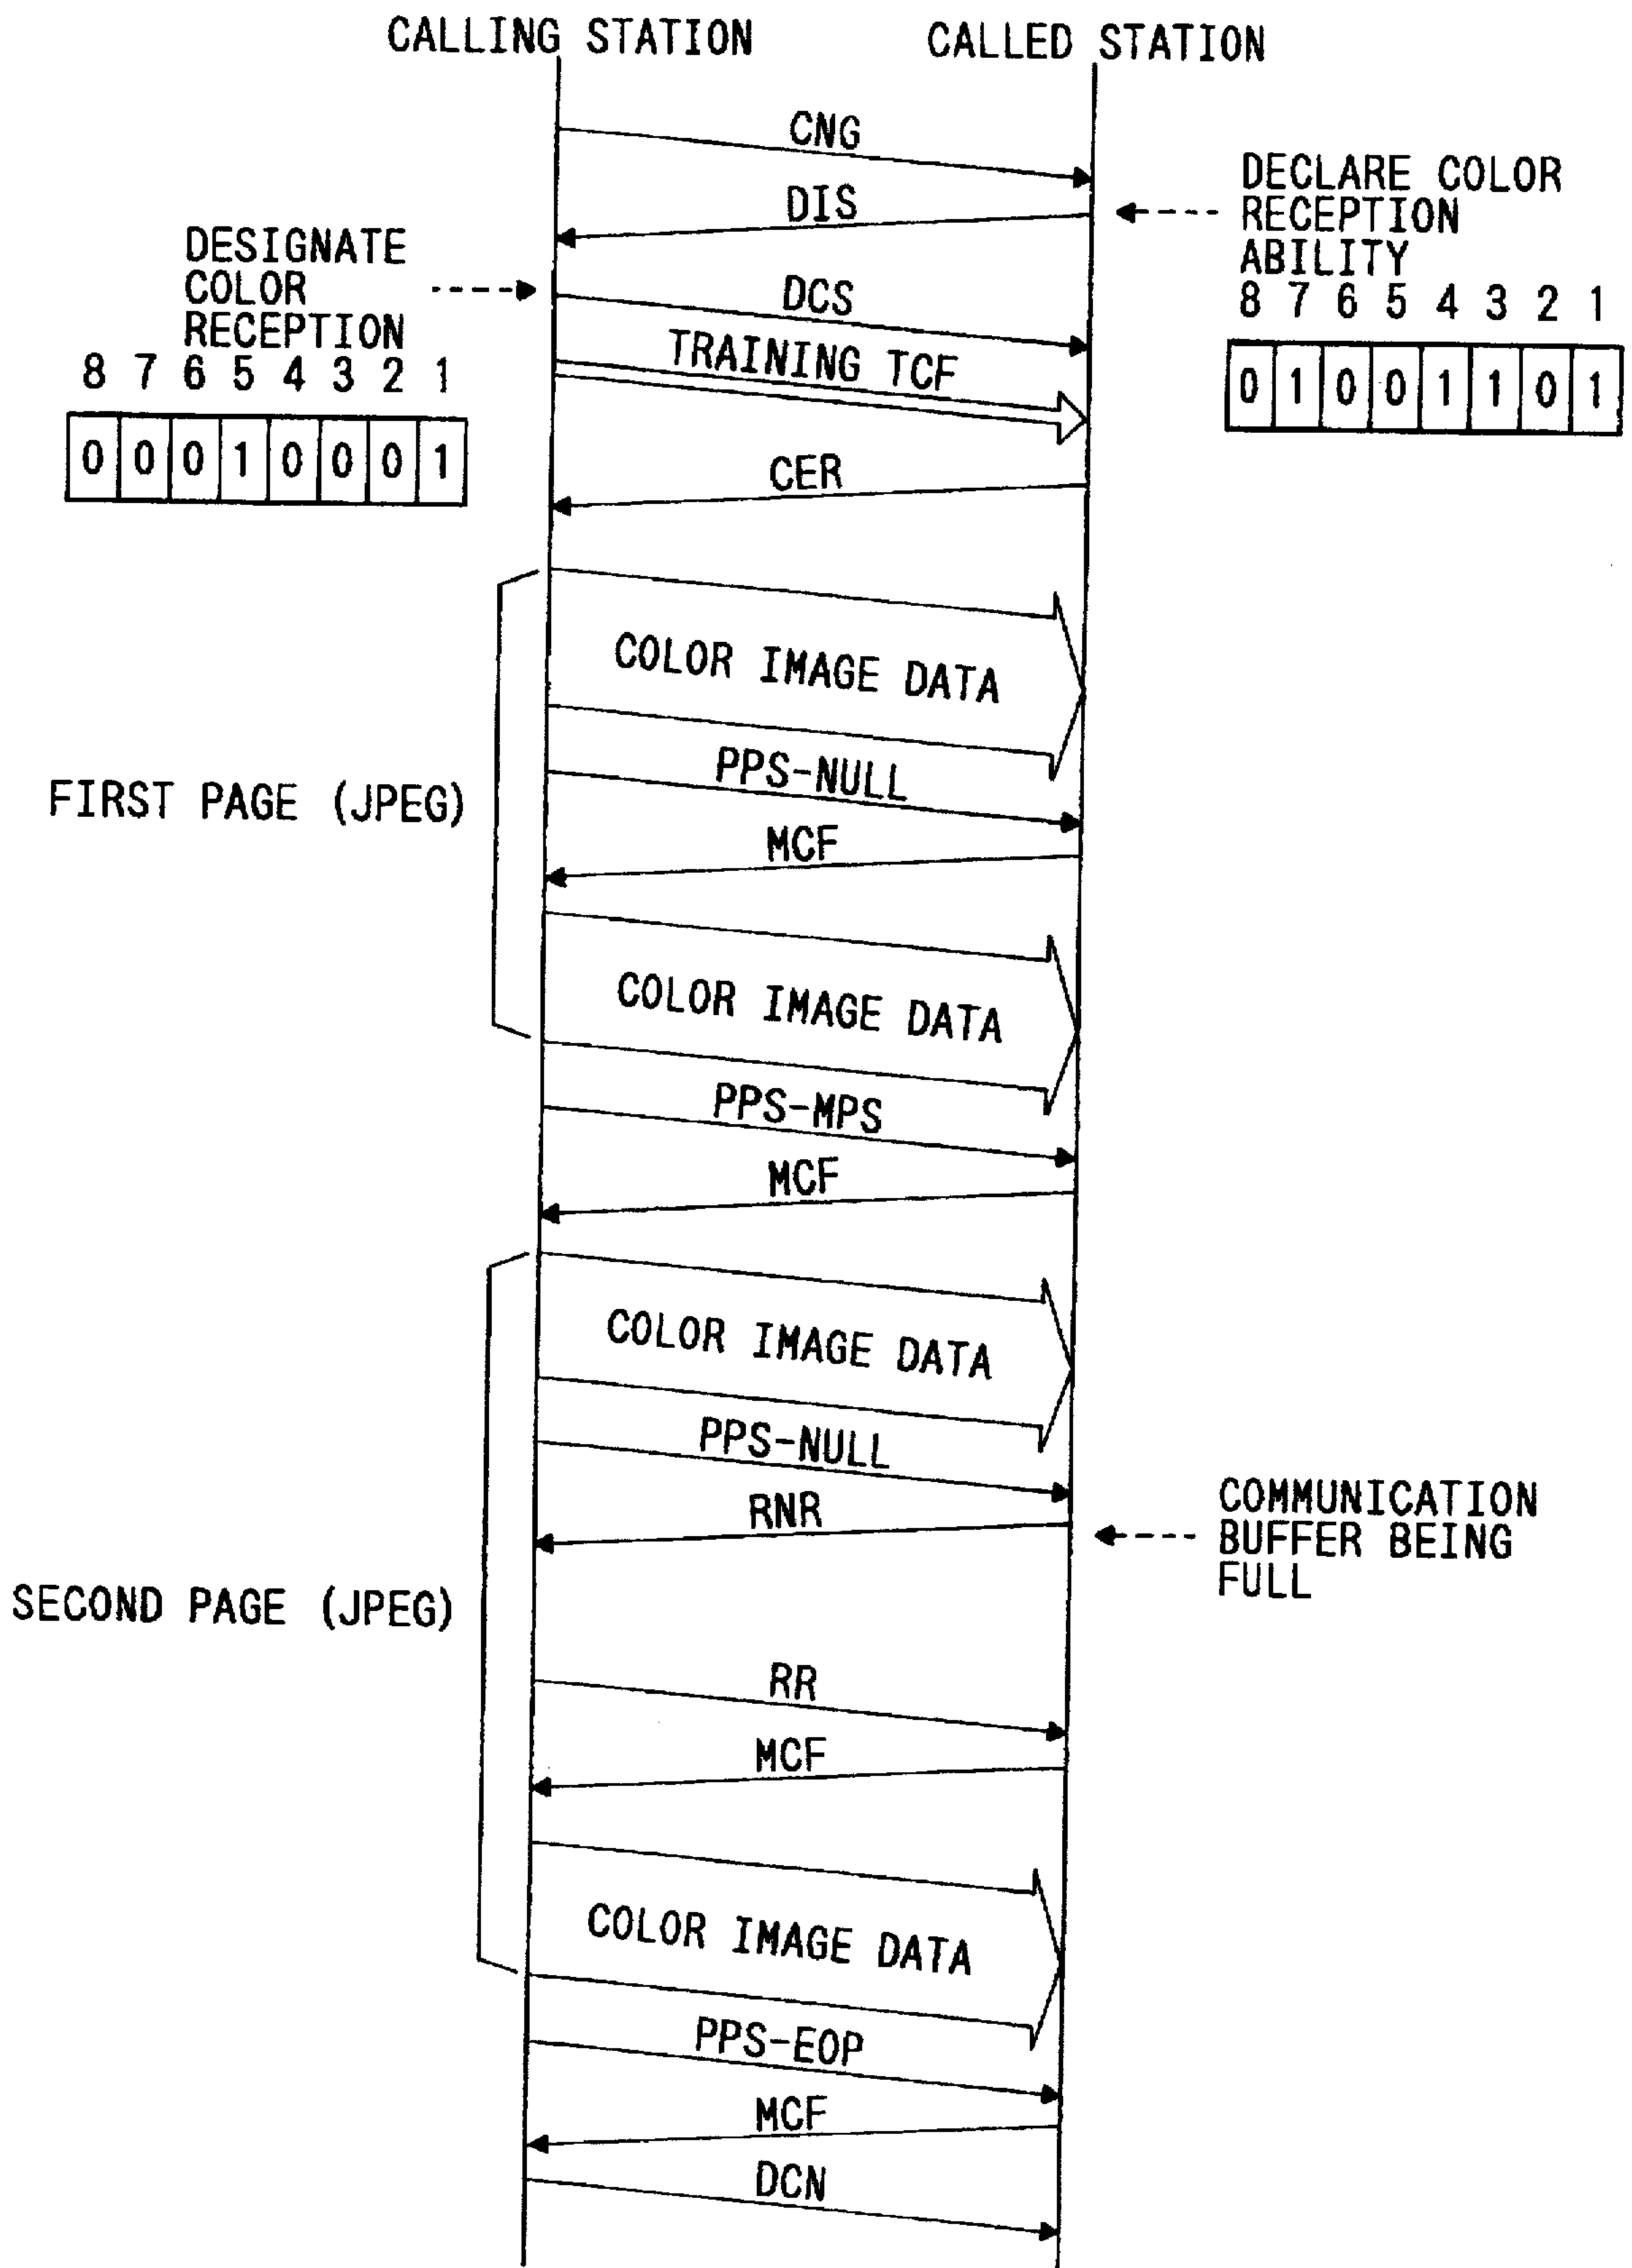 CALLING STATION
CALLED STATION
CNG
DECLARE COLOR
RECEPTION
ABILITY
8 7 6 5 4 3 2 1
0 1 0 0 1 1 0 1
DIS
DESIGNATE
COLOR
RECEPTION
8 7 6 5 4 3 2 1
0 0 0 1 0 0 0 1
DCS
TRAINING TCF
CER
COLOR IMAGE DATA
PPS-NULL
FIRST PAGE (JPEG)
MCF
COLOR IMAGE DATA
PPS-MPS
MCF
COLOR IMAGE DATA
PPS-NULL
RNR
COMMUNICATION
BUFFER BEING
FULL
SECOND PAGE (JPEG)
RR
MCF
COLOR IMAGE DATA
PPS-EOP
MCF
DCN